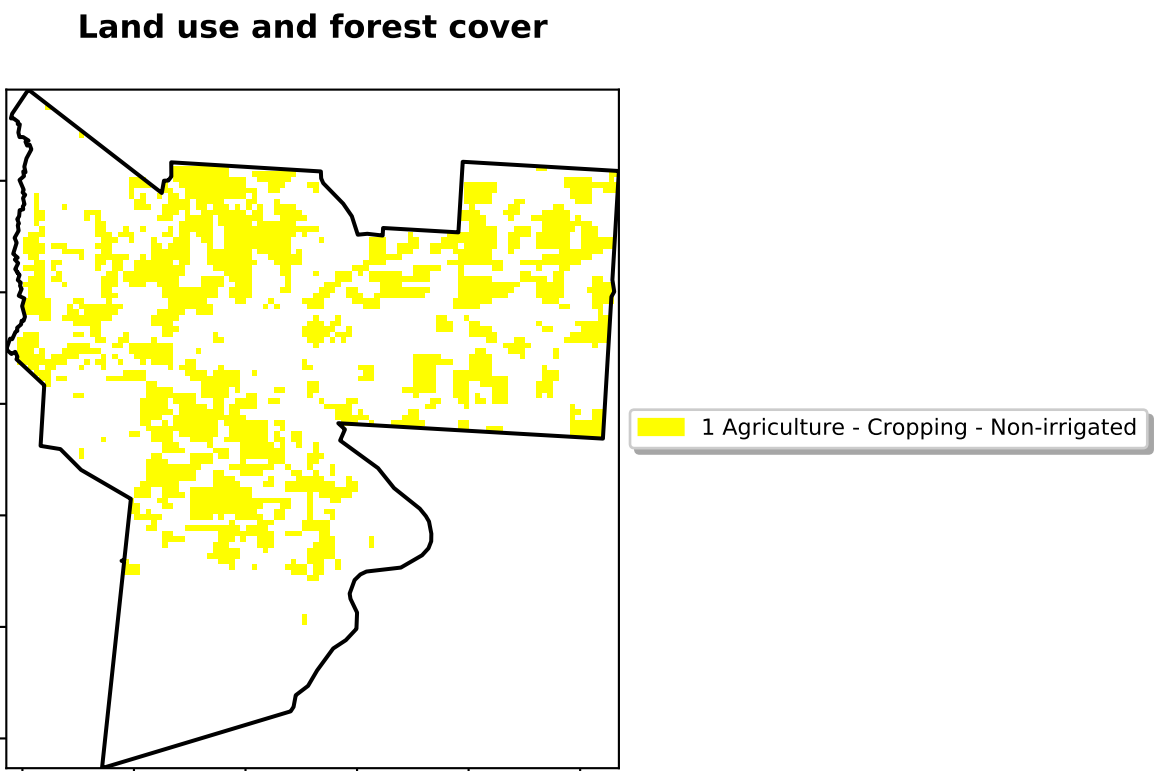 Land use and forest cover
1 Agriculture - Cropping - Non-irrigated